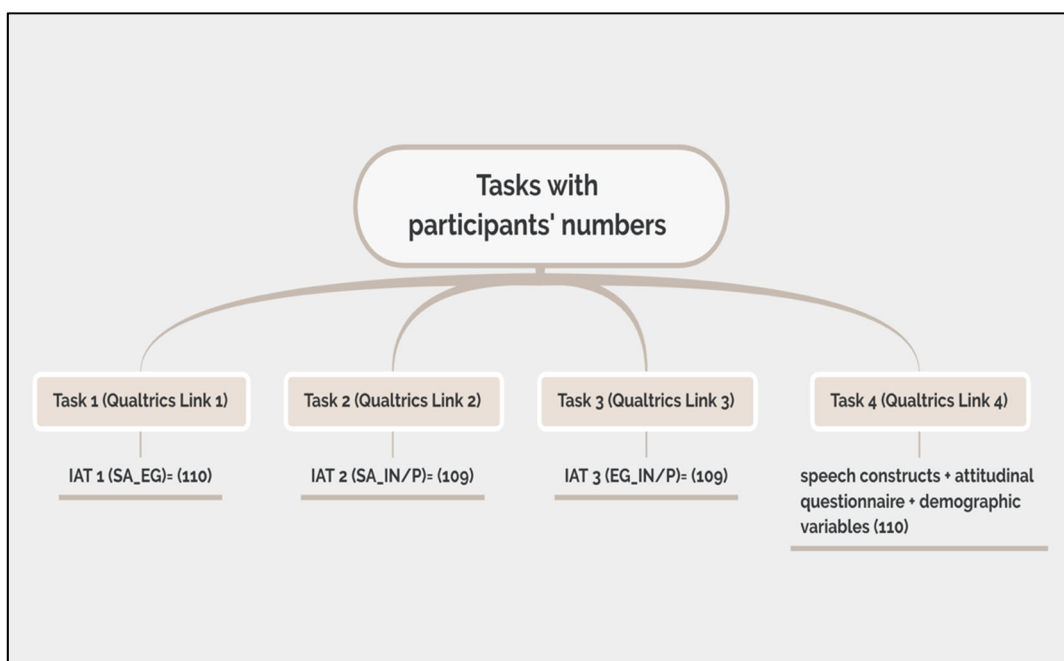 Tasks with
participants' numbers
Task 1 (Qualtrics Link 1)
Task 2 (Qualtrics Link 2)
Task 3 (Qualtrics Link 3)
Task 4 (Qualtrics Link 4)
IAT 1 (SA_EG)= (110)
IAT 2 (SA_IN/P)= (109)
IAT 3 (EG_IN/P)= (109)
speech constructs + attitudinal
questionnaire + demographic
variables (110)